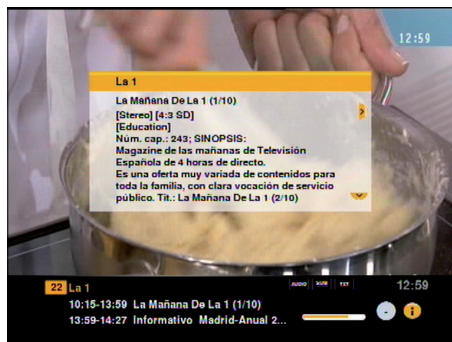 12:59
La 1
La Mañana De La 1 (1/10)
[Stereo] [4:3 SD]
[Education]
Núm. cap.: 243; SINOPSIS:
Magazine de las mañanas de Televisión
Española de 4 horas de directo.
Es una oferta muy variada de contenidos para
toda la familia, con clara vocación de servicio
público. Tit.: La Mañana De La 1 (2/10)
22 La 1 AUDIO SUB TXT 12:59
10:15-13:59 La Mañana De La 1 (1/10)
13:59-14:27 Informativo Madrid-Anual 2...